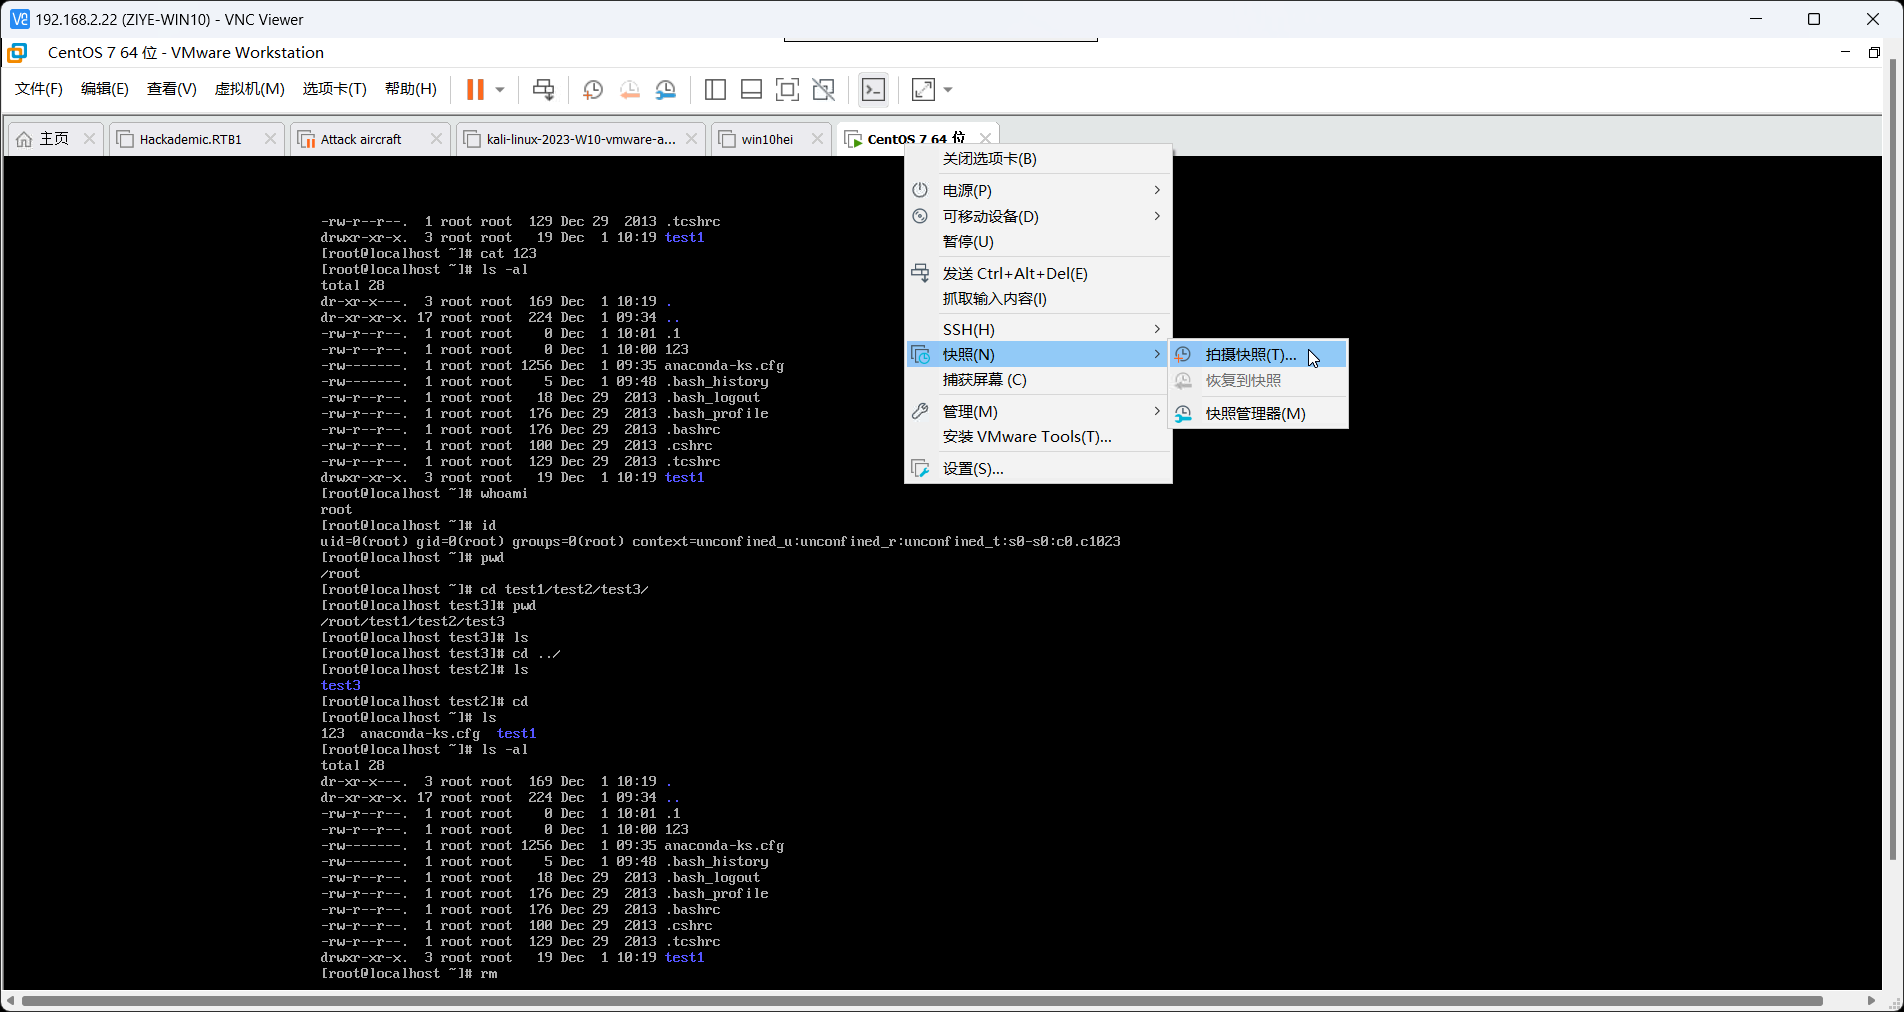 192.168.2.22 (ZIYE-WIN10) - VNC Viewer
CentOS 7 64 位 - VMware Workstation
文件(F) 编辑(E) 查看(V) 虚拟机(M) 选项卡(T) 帮助(H)
主页 Hackademic.RTB1 Attack aircraft kali-linux-2023-W10-vmware-a... win10hei CentOS 7 64 位
关闭选项卡(B)
电源(P)
可移动设备(D)
暂停(U)
发送 Ctrl+Alt+Del(E)
抓取输入内容(I)
SSH(H)
快照(N)
捕获屏幕 (C)
管理(M)
安装 VMware Tools(T)...
设置(S)...
拍摄快照(T)...
恢复到快照
快照管理器(M)
-rw-r--r--.  1 root root  129 Dec 29  2013 .tcshrc
drwxr-xr-x.  3 root root   19 Dec  1 10:19 test1
[root@localhost ~]# cat 123
[root@localhost ~]# ls -al
total 28
dr-xr-x---.  3 root root  169 Dec  1 10:19 .
dr-xr-xr-x. 17 root root  224 Dec  1 09:34 ..
-rw-r--r--.  1 root root    0 Dec  1 10:01 .1
-rw-r--r--.  1 root root    0 Dec  1 10:00 123
-rw-------.  1 root root 1256 Dec  1 09:35 anaconda-ks.cfg
-rw-------.  1 root root    5 Dec  1 09:48 .bash_history
-rw-r--r--.  1 root root   18 Dec 29  2013 .bash_logout
-rw-r--r--.  1 root root  176 Dec 29  2013 .bash_profile
-rw-r--r--.  1 root root  176 Dec 29  2013 .bashrc
-rw-r--r--.  1 root root  100 Dec 29  2013 .cshrc
-rw-r--r--.  1 root root  129 Dec 29  2013 .tcshrc
drwxr-xr-x.  3 root root   19 Dec  1 10:19 test1
[root@localhost ~]# whoami
root
[root@localhost ~]# id
uid=0(root) gid=0(root) groups=0(root) context=unconfined_u:unconfined_r:unconfined_t:s0-s0:c0.c1023
[root@localhost ~]# pwd
/root
[root@localhost ~]# cd test1/test2/test3/
[root@localhost test3]# pwd
/root/test1/test2/test3
[root@localhost test3]# ls
[root@localhost test3]# cd ../
[root@localhost test2]# ls
test3
[root@localhost test2]# cd
[root@localhost ~]# ls
123  anaconda-ks.cfg  test1
[root@localhost ~]# ls -al
total 28
dr-xr-x---.  3 root root  169 Dec  1 10:19 .
dr-xr-xr-x. 17 root root  224 Dec  1 09:34 ..
-rw-r--r--.  1 root root    0 Dec  1 10:01 .1
-rw-r--r--.  1 root root    0 Dec  1 10:00 123
-rw-------.  1 root root 1256 Dec  1 09:35 anaconda-ks.cfg
-rw-------.  1 root root    5 Dec  1 09:48 .bash_history
-rw-r--r--.  1 root root   18 Dec 29  2013 .bash_logout
-rw-r--r--.  1 root root  176 Dec 29  2013 .bash_profile
-rw-r--r--.  1 root root  176 Dec 29  2013 .bashrc
-rw-r--r--.  1 root root  100 Dec 29  2013 .cshrc
-rw-r--r--.  1 root root  129 Dec 29  2013 .tcshrc
drwxr-xr-x.  3 root root   19 Dec  1 10:19 test1
[root@localhost ~]# rm